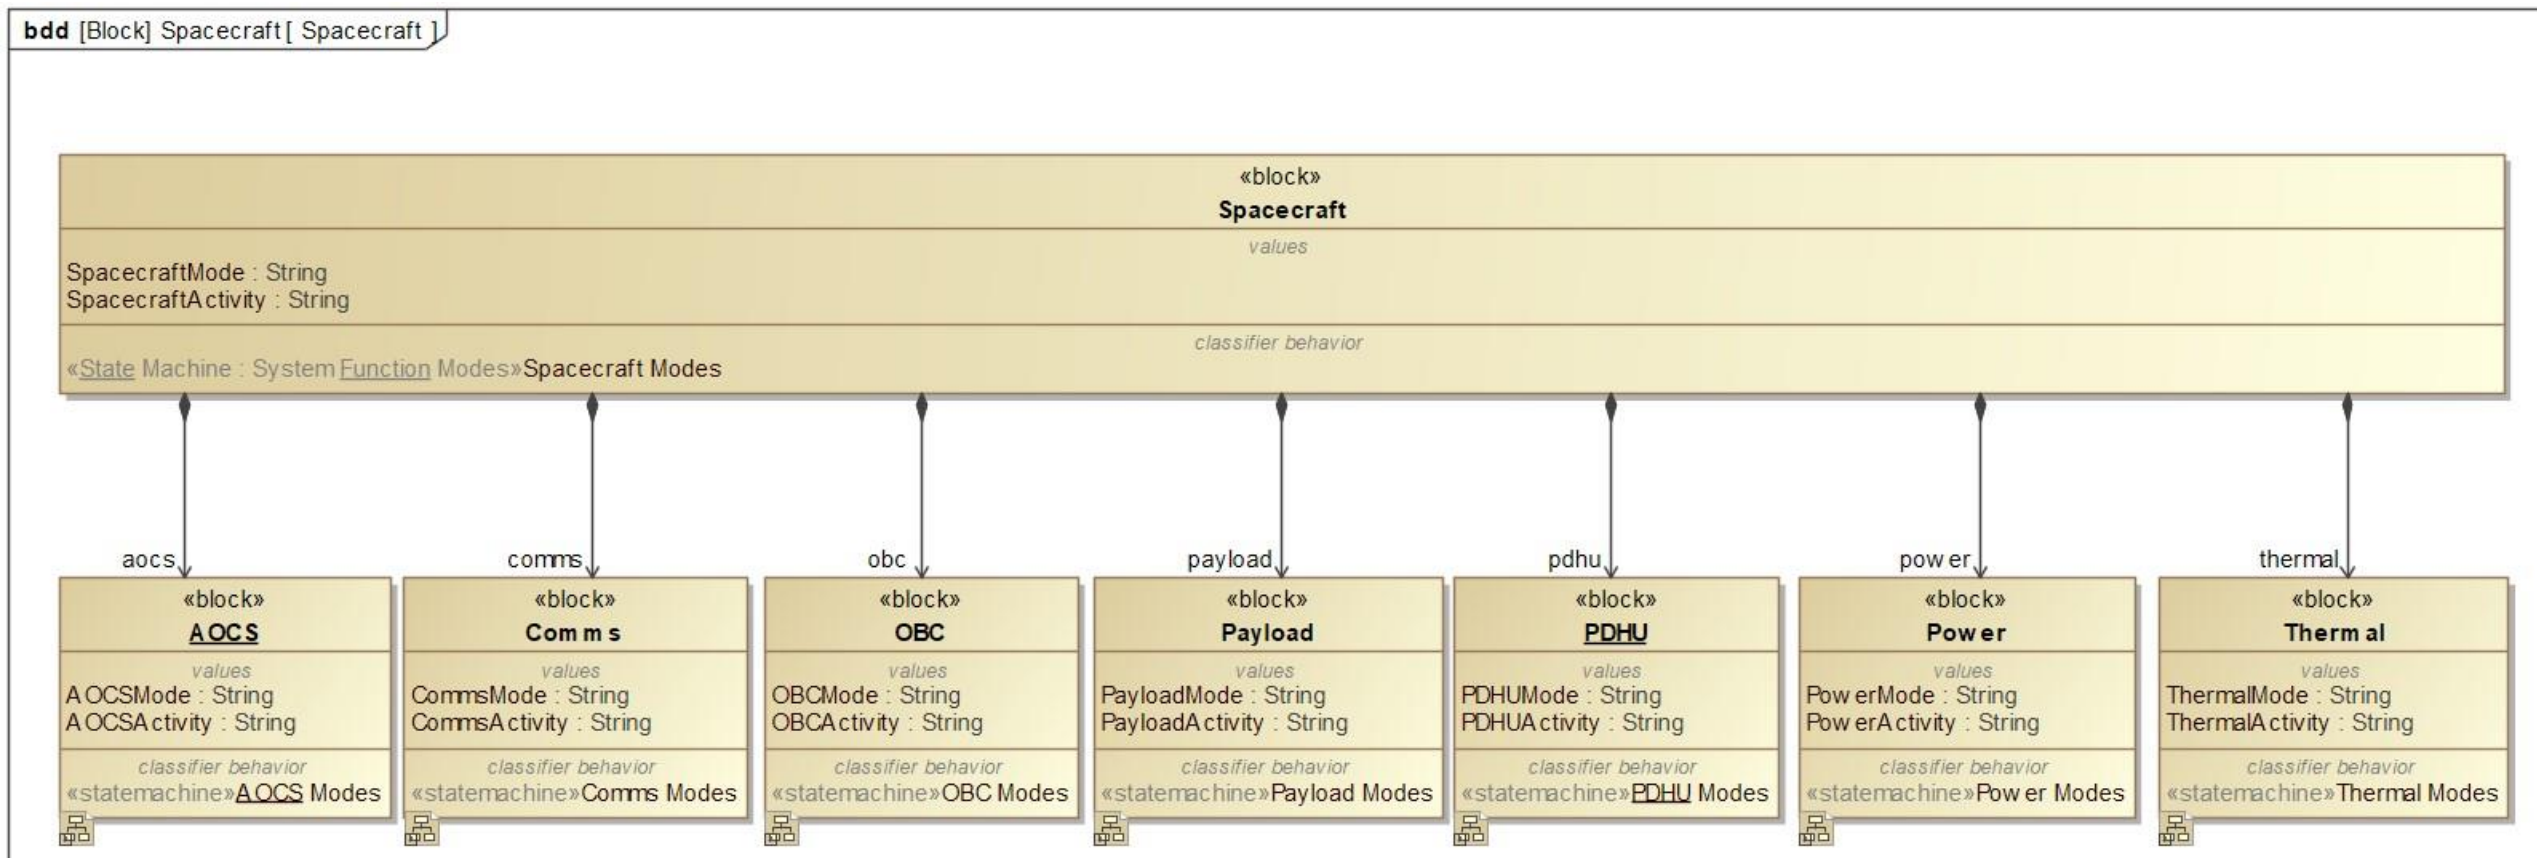 bdd [Block] Spacecraft [ Spacecraft ]
«block»
Spacecraft
values
SpacecraftMode : String
SpacecraftActivity : String
classifier behavior
«State Machine : System Function Modes»Spacecraft Modes
aocs
comms
obc
payload
pdhu
power
thermal
«block»
AOCS
values
AOCSMode : String
AOCSActivity : String
classifier behavior
«statemachine»AOCS Modes
«block»
Comms
values
CommsMode : String
CommsActivity : String
classifier behavior
«statemachine»Comms Modes
«block»
OBC
values
OBCMode : String
OBCActivity : String
classifier behavior
«statemachine»OBC Modes
«block»
Payload
values
PayloadMode : String
PayloadActivity : String
classifier behavior
«statemachine»Payload Modes
«block»
PDHU
values
PDHUMode : String
PDHUActivity : String
classifier behavior
«statemachine»PDHU Modes
«block»
Power
values
PowerMode : String
PowerActivity : String
classifier behavior
«statemachine»Power Modes
«block»
Thermal
values
ThermalMode : String
ThermalActivity : String
classifier behavior
«statemachine»Thermal Modes